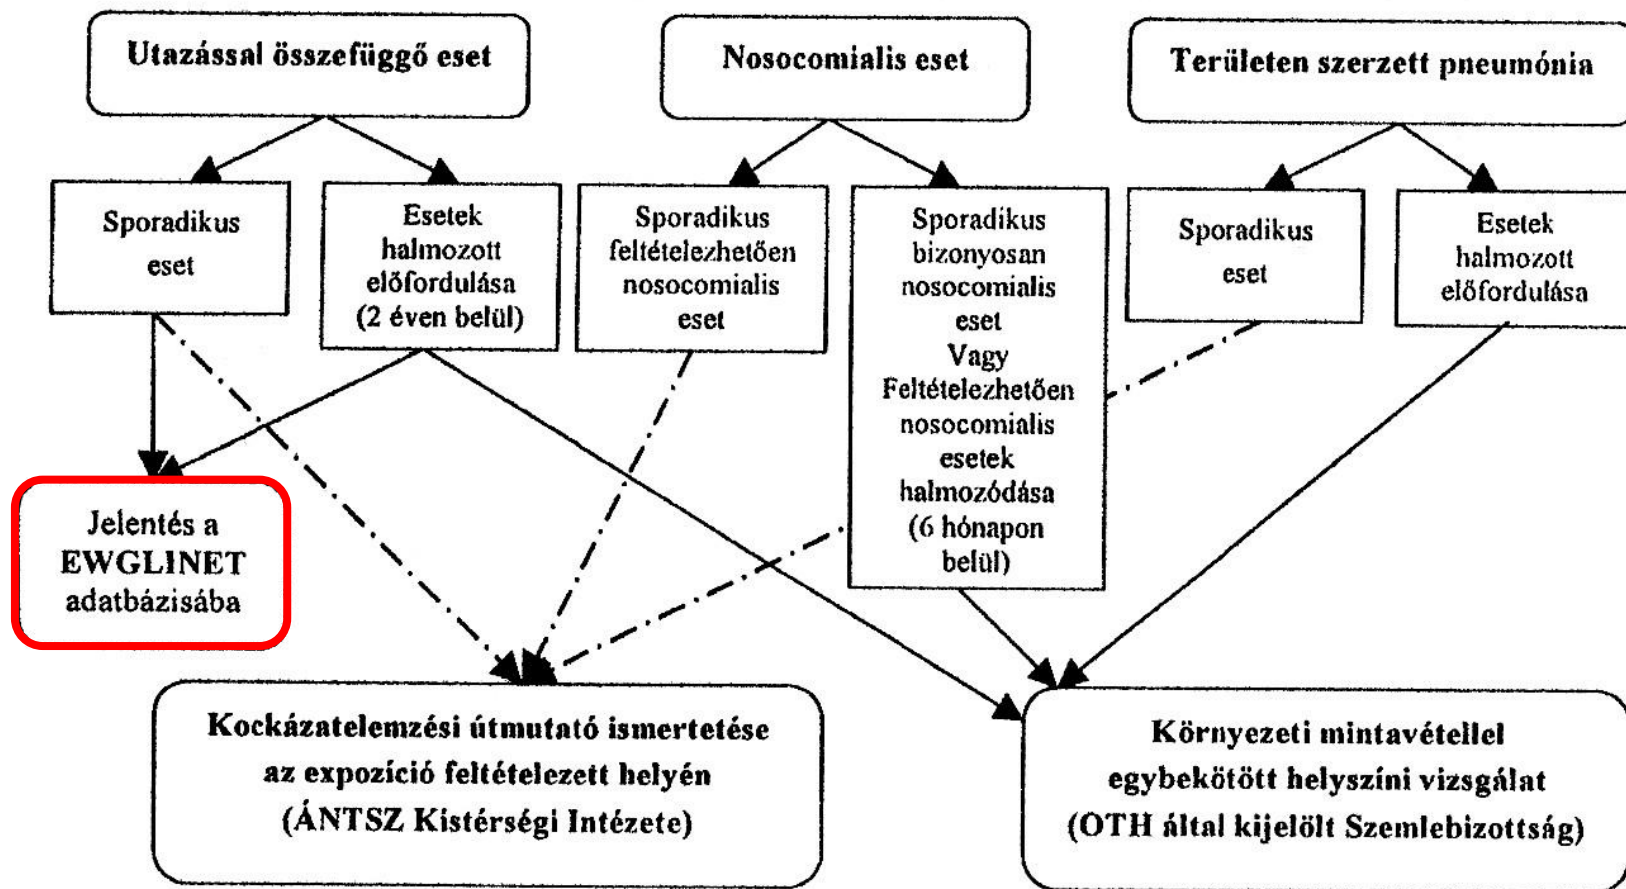 Utazással összefüggő eset
Nosocomialis eset
Területen szerzett pneumónia
Sporadikus
eset
Esetek
halmozott
előfordulása
(2 éven belül)
Sporadikus
feltételezhetően
nosocomialis
eset
Sporadikus
bizonyosan
nosocomialis
eset
Vagy
Feltételezhetően
nosocomialis
esetek
halmozódása
(6 hónapon
belül)
Sporadikus
eset
Esetek
halmozott
előfordulása
Jelentés a
EWGLINET
adatbázisába
Kockázatelemzési útmutató ismertetése
az expozíció feltételezett helyén
(ÁNTSZ Kistérségi Intézete)
Környezeti mintavétellel
egybekötött helyszíni vizsgálat
(OTH által kijelölt Szemlebizottság)